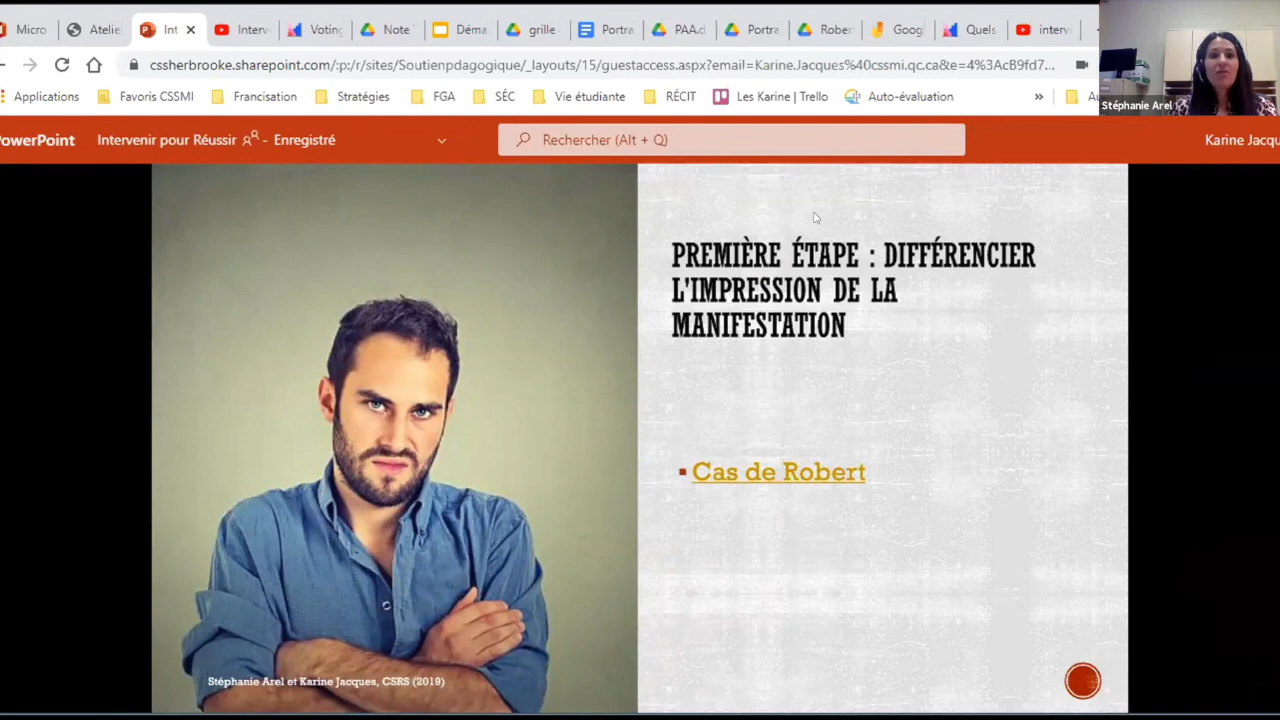 Micro
Atelie
Int
Interv
Voting
Note
Déma
grille
Portra
PAA.d
Portra
Rober
Goog
Quels
interv
cssherbrooke.sharepoint.com/:p:/r/sites/Soutienpdagogique/_layouts/15/guestaccess.aspx?email=KarineJacques%40cssmi.qc.ca&e=4%3AcB9fd7...
Applications
Favoris CSSMI
Francisation
Stratégies
FGA
SÉC
Vie étudiante
RÉCIT
Les Karine | Trello
Auto-évaluation
»
Stéphanie Arel
PowerPoint
Intervenir pour Réussir - Enregistré
Rechercher (Alt + Q)
Karine Jacqu
PREMIÈRE ÉTAPE : DIFFÉRENCIER
L'IMPRESSION DE LA
MANIFESTATION
Cas de Robert
Stéphanie Arel et Karine Jacques, CSRS (2019)